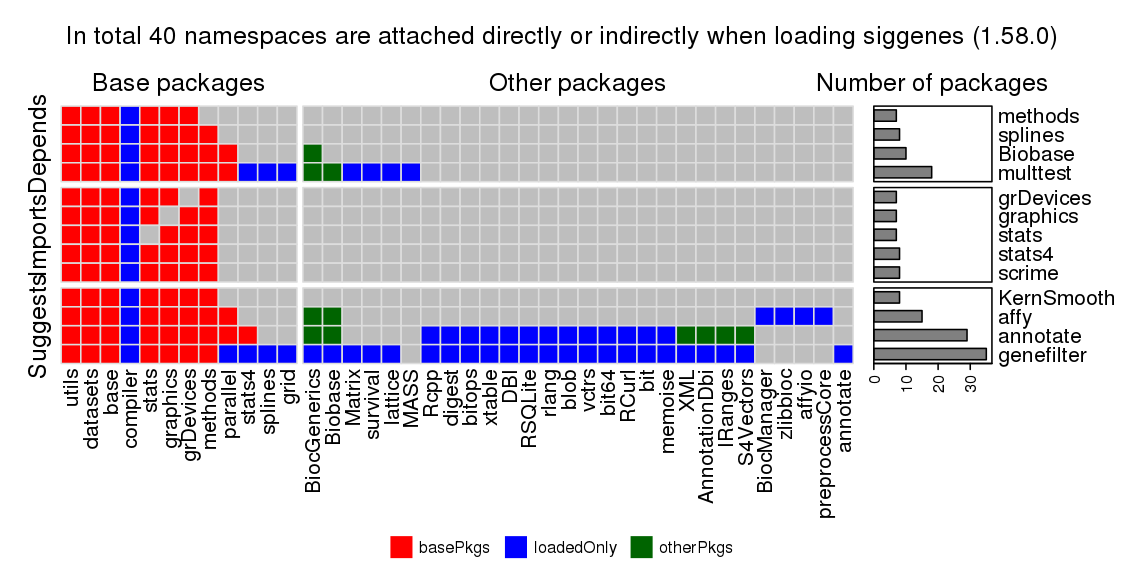 In total 40 namespaces are attached directly or indirectly when loading siggenes (1.58.0)
Base packages
Other packages
Number of packages
Depends
methods
splines
Biobase
multtest
Imports
grDevices
graphics
stats
stats4
scrime
Suggests
KernSmooth
affy
annotate
genefilter
0
10
20
30
utils
datasets
base
compiler
stats
graphics
grDevices
methods
parallel
stats4
splines
grid
BiocGenerics
Biobase
Matrix
survival
lattice
MASS
Rcpp
digest
bitops
xtable
DBI
RSQLite
rlang
blob
vctrs
bit64
RCurl
bit
memoise
XML
AnnotationDbi
IRanges
S4Vectors
BiocManager
zlibbioc
affyio
preprocessCore
annotate
basePkgs
loadedOnly
otherPkgs